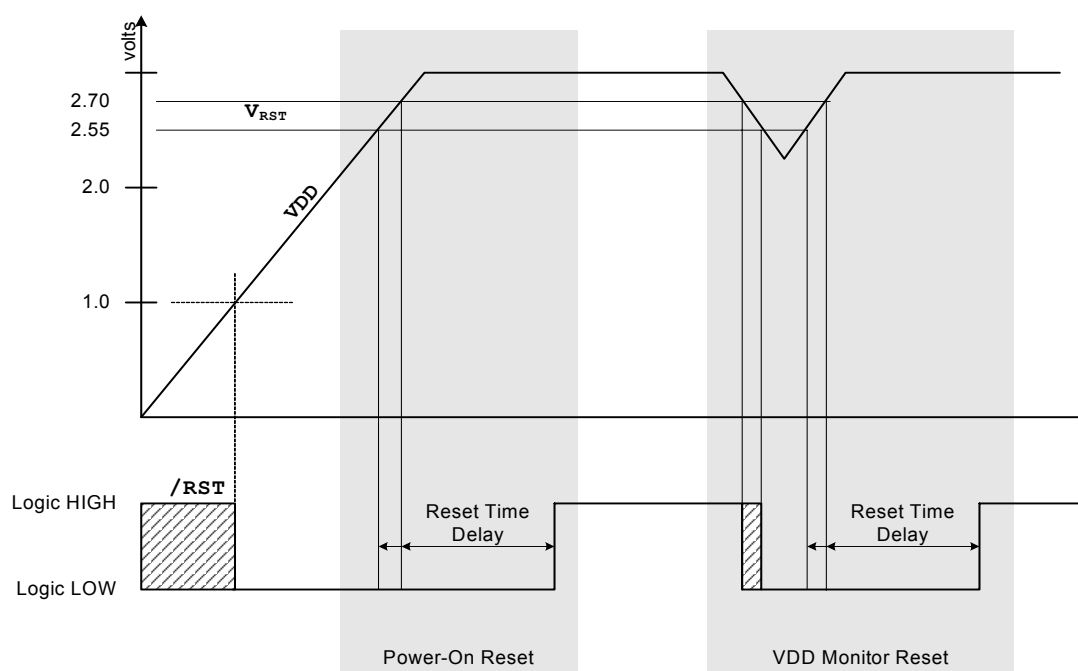 volts
2.70
2.55
2.0
1.0
VRST
VDD
/RST
Logic HIGH
Logic LOW
Reset Time
Delay
Reset Time
Delay
Power-On Reset
VDD Monitor Reset